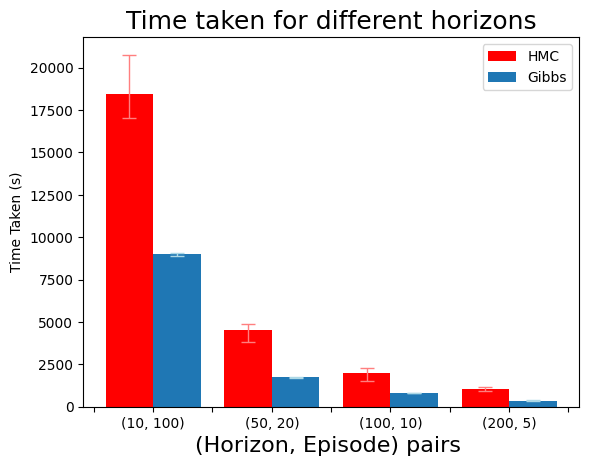 Time taken for different horizons
HMC
Gibbs
20000
17500
15000
12500
10000
7500
5000
2500
0
Time Taken (s)
(10, 100)
(50, 20)
(100, 10)
(200, 5)
(Horizon, Episode) pairs